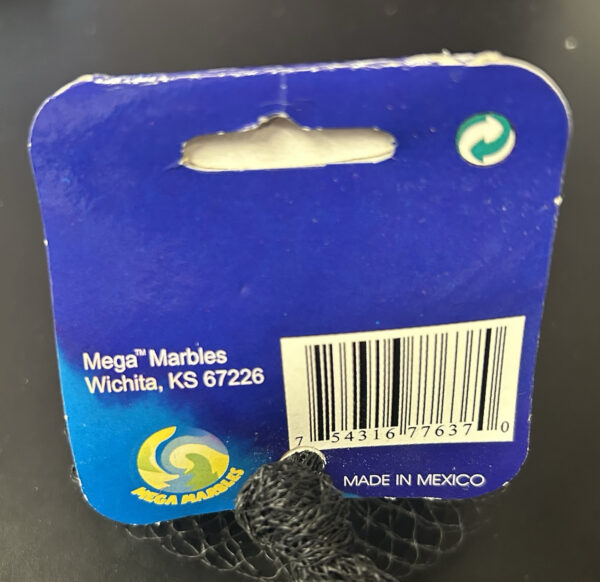 Mega™ Marbles
Wichita, KS 67226
7 54316 77637 0
MEGA MARBLES
MADE IN MEXICO